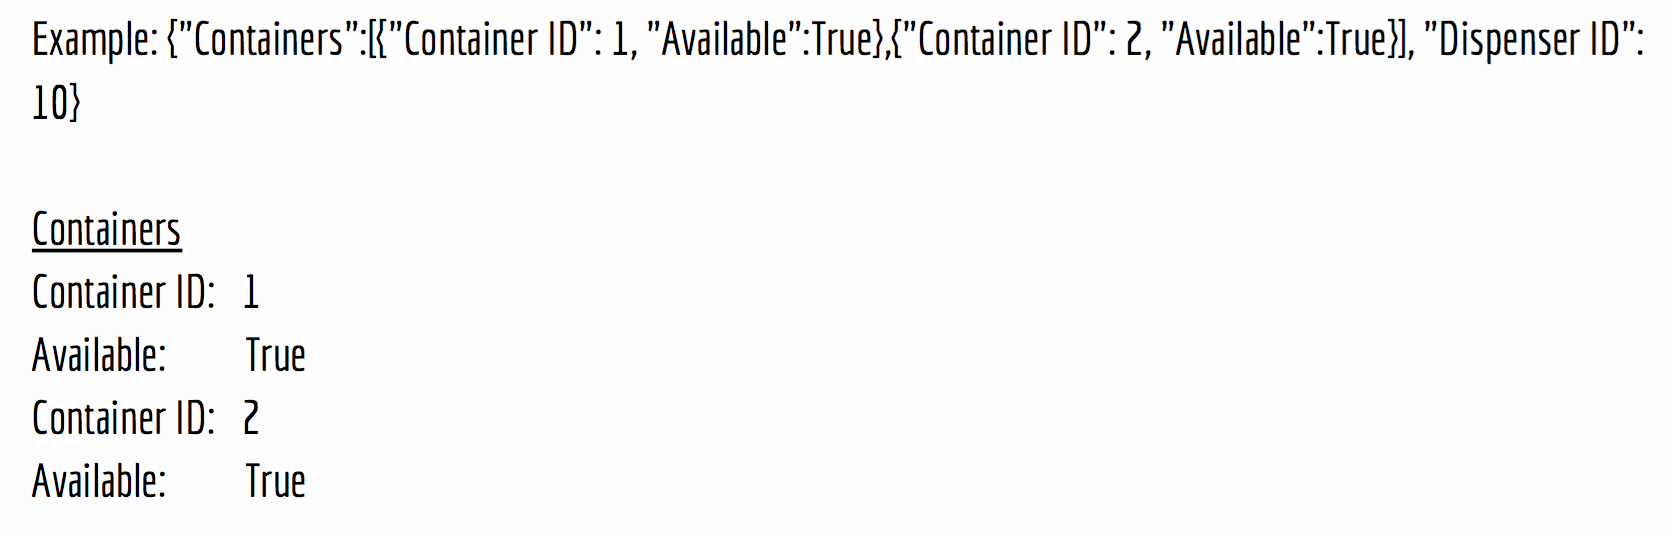 Example: {"Containers":[{"Container ID": 1, "Available":True},{"Container ID": 2, "Available":True}], "Dispenser ID":
10}
Containers
Container ID: 1
Available: True
Container ID: 2
Available: True